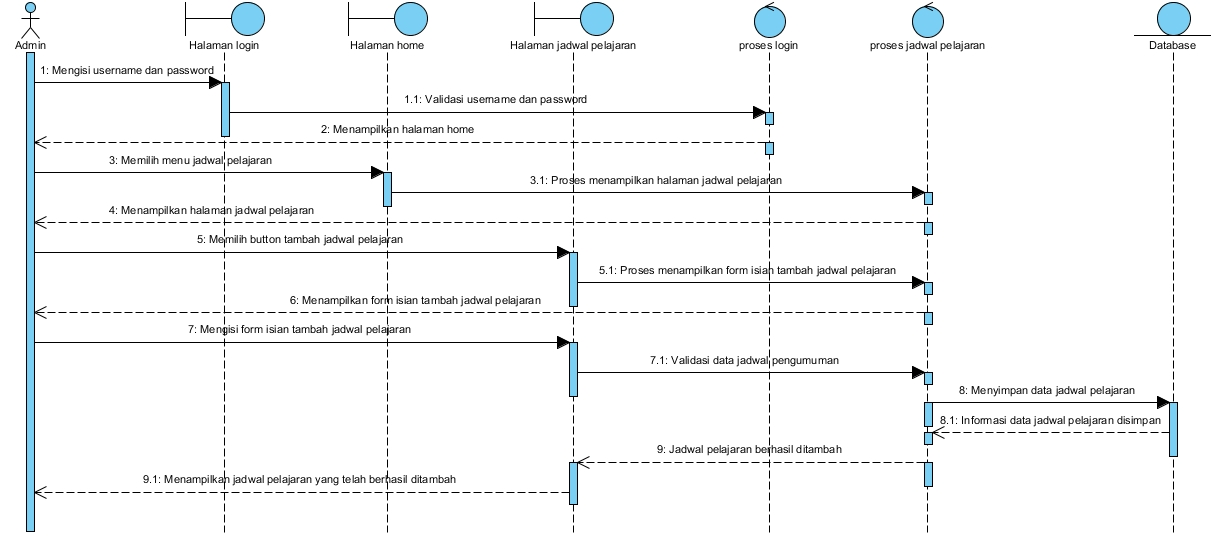 Admin
Halaman login
Halaman home
Halaman jadwal pelajaran
proses login
proses jadwal pelajaran
Database
1: Mengisi username dan password
1.1: Validasi username dan password
2: Menampilkan halaman home
3: Memilih menu jadwal pelajaran
3.1: Proses menampilkan halaman jadwal pelajaran
4: Menampilkan halaman jadwal pelajaran
5: Memilih button tambah jadwal pelajaran
5.1: Proses menampilkan form isian tambah jadwal pelajaran
6: Menampilkan form isian tambah jadwal pelajaran
7: Mengisi form isian tambah jadwal pelajaran
7.1: Validasi data jadwal pengumuman
8: Menyimpan data jadwal pelajaran
8.1: Informasi data jadwal pelajaran disimpan
9: Jadwal pelajaran berhasil ditambah
9.1: Menampilkan jadwal pelajaran yang telah berhasil ditambah